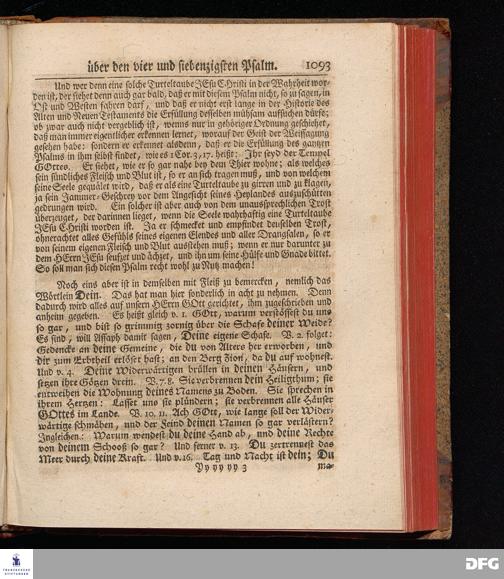 über den vier und siebenzigsten Psalm. 1093
Und wer denn eine solche Turteltaube JEsu Christi in der Wahrheit wor-
den ist, der siehet denn auch gar bald, daß er mit diesem Psalm nicht, so zu sagen, in
Ost und Westen fahren darf, und daß er nicht erst lange in der Historie des
Alten und Neuen Testaments die Erfüllung desselben mühsam aufsuchen dürfe;
ob zwar auch nicht vergeblich ist, wenns nur in gehöriger Ordnung geschiehet,
daß man immer eigentlicher erkennen lernet, worauf der Geist der Weissagung
gesehen habe: sondern er erkennet alsdenn, daß er die Erfüllung des gantzen
Psalms in ihm selbst findet, wie es 1 Cor. 3, 17. heißt: Ihr seyd der Tempel
GOttes. Er siehet, wie er so gar nahe bey dem Thier wohne; als welches
sein sündliches Fleisch und Blut ist, so er an sich tragen muß, und von welchem
seine Seele gequälet wird, daß er als eine Turteltaube zu girren und zu klagen,
ja sein Jammer-Geschrey vor dem Angesicht seines Heylandes auszuschütten
gedrungen wird. Ein solcher ist aber auch von dem unaussprechlichen Trost
überzeuget, der darinnen lieget, wenn die Seele wahrhaftig eine Turteltaube
JEsu Christi worden ist. Ja er schmecket und empfindet denselben Trost,
ohnerachtet alles Gefühls seines eigenen Elendes und aller Drangsalen, so er
von seinem eigenen Fleisch und Blut ausstehen muß; wenn er nur darunter zu
dem HErrn JEsu seufzet und ächzet, und ihn um seine Hülfe und Gnade bittet.
So soll man sich diesen Psalm recht wohl zu Nutz machen!
Noch eins aber ist in demselben mit Fleiß zu bemercken, nemlich das
Wörtlein Dein. Das hat man hier sonderlich in acht zu nehmen. Denn
dadurch wird alles auf unsern HErrn GOtt gerichtet, ihm zugeschrieben und
anheim gegeben. Es heißt gleich v. 1. GOtt, warum verstössest du uns
so gar, und bist so grimmig zornig über die Schafe deiner Weide?
Es sind, will Assaph damit sagen, Deine eigene Schafe. V. 2. folget:
Gedencke an deine Gemeine, die du von Alters her erworben, und
dir zum Erbtheil erlöset hast; an den Berg Zion, da du auf wohnest.
Und v. 4. Deine Widerwärtigen brüllen in deinen Häusern, und
setzen ihre Götzen drein. V. 7. 8. Sie verbrennen dein Heiligthum; sie
entweihen die Wohnung deines Namens zu Boden. Sie sprechen in
ihrem Hertzen: Lasset uns sie plündern; sie verbrennen alle Häuser
GOttes im Lande. V. 10. 11. Ach GOtt, wie lange soll der Wider-
wärtige schmähen, und der Feind deinen Namen so gar verlästern?
Ingleichen: Warum wendest du deine Hand ab, und deine Rechte
von deinem Schooß so gar? Und ferner v. 13. Du zertrennest das
Meer durch deine Kraft. Und v. 16. Tag und Nacht ist dein; Du
Yy yy yy 3 ma-
FRANCKESCHE
STIFTUNGEN
DFG